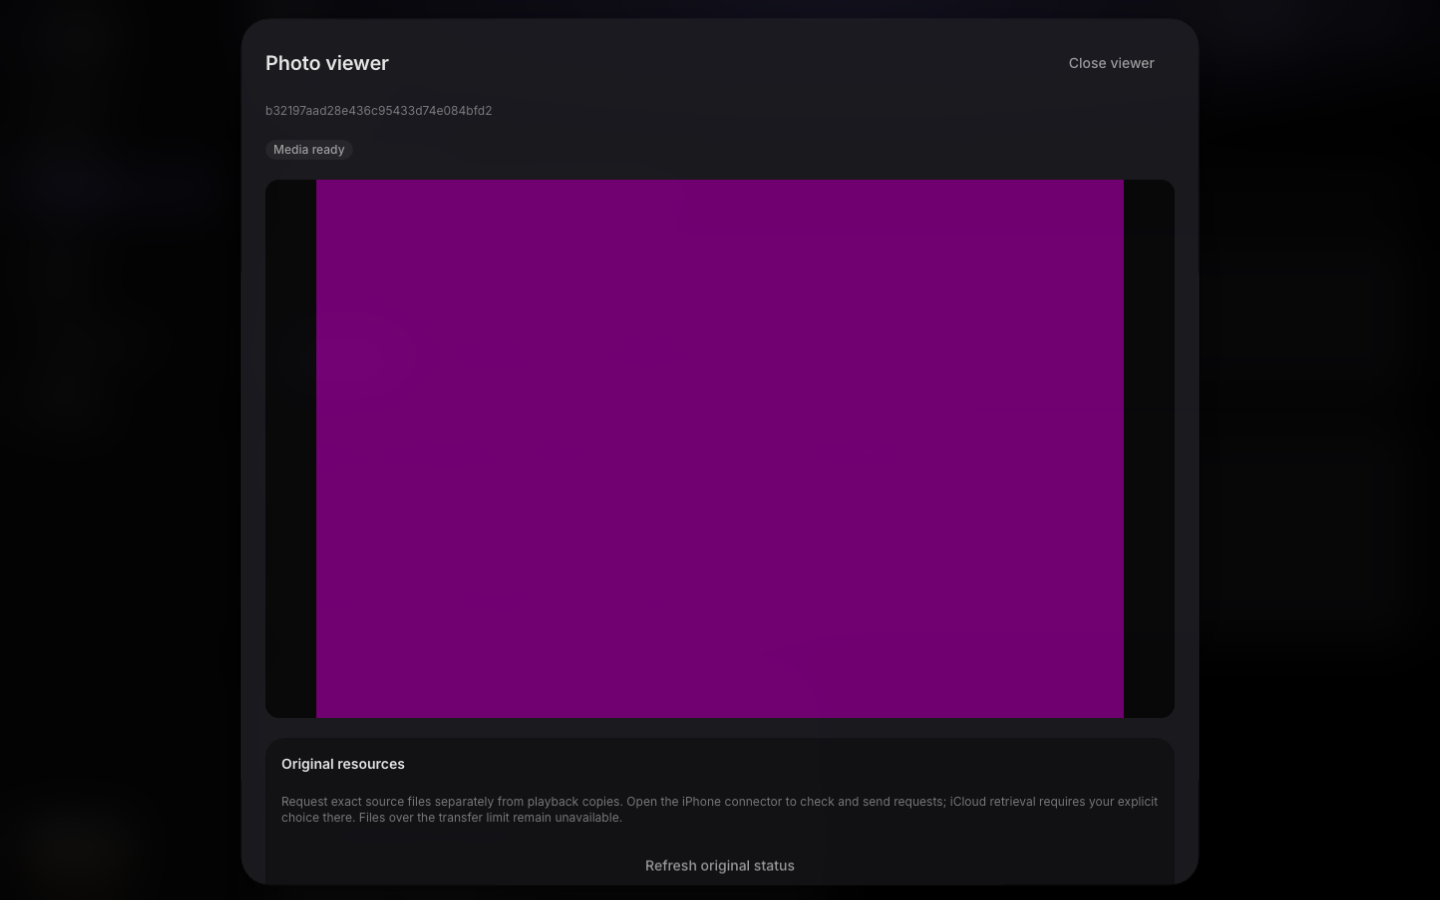 Photo viewer
Close viewer
b32197aad28e436c95433d74e084bfd2
Media ready
Original resources
Request exact source files separately from playback copies. Open the iPhone connector to check and send requests; iCloud retrieval requires your explicit
choice there. Files over the transfer limit remain unavailable.
Refresh original status